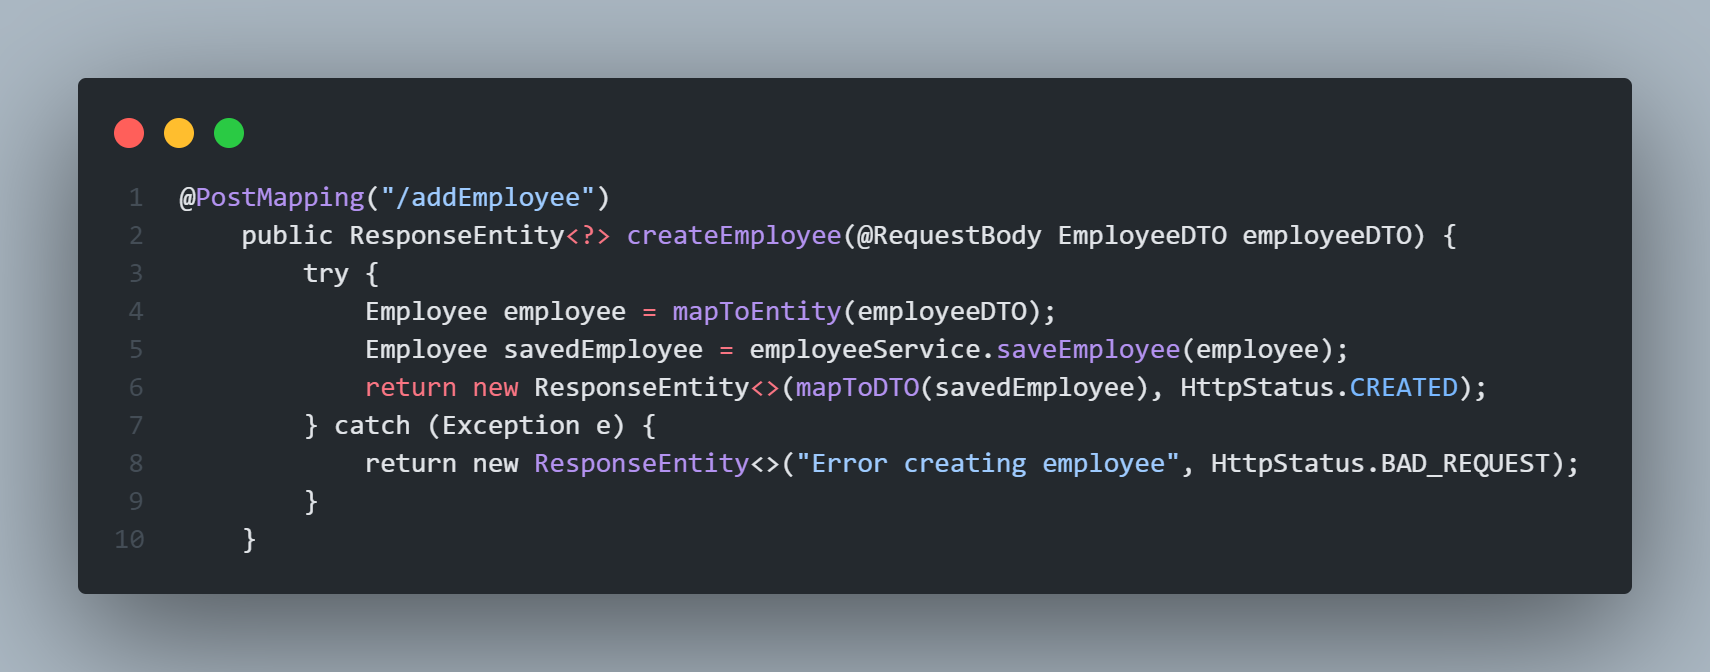 1 @PostMapping("/addEmployee")
2     public ResponseEntity<?> createEmployee(@RequestBody EmployeeDTO employeeDTO) {
3         try {
4             Employee employee = mapToEntity(employeeDTO);
5             Employee savedEmployee = employeeService.saveEmployee(employee);
6             return new ResponseEntity<>(mapToDTO(savedEmployee), HttpStatus.CREATED);
7         } catch (Exception e) {
8             return new ResponseEntity<>("Error creating employee", HttpStatus.BAD_REQUEST);
9         }
10     }